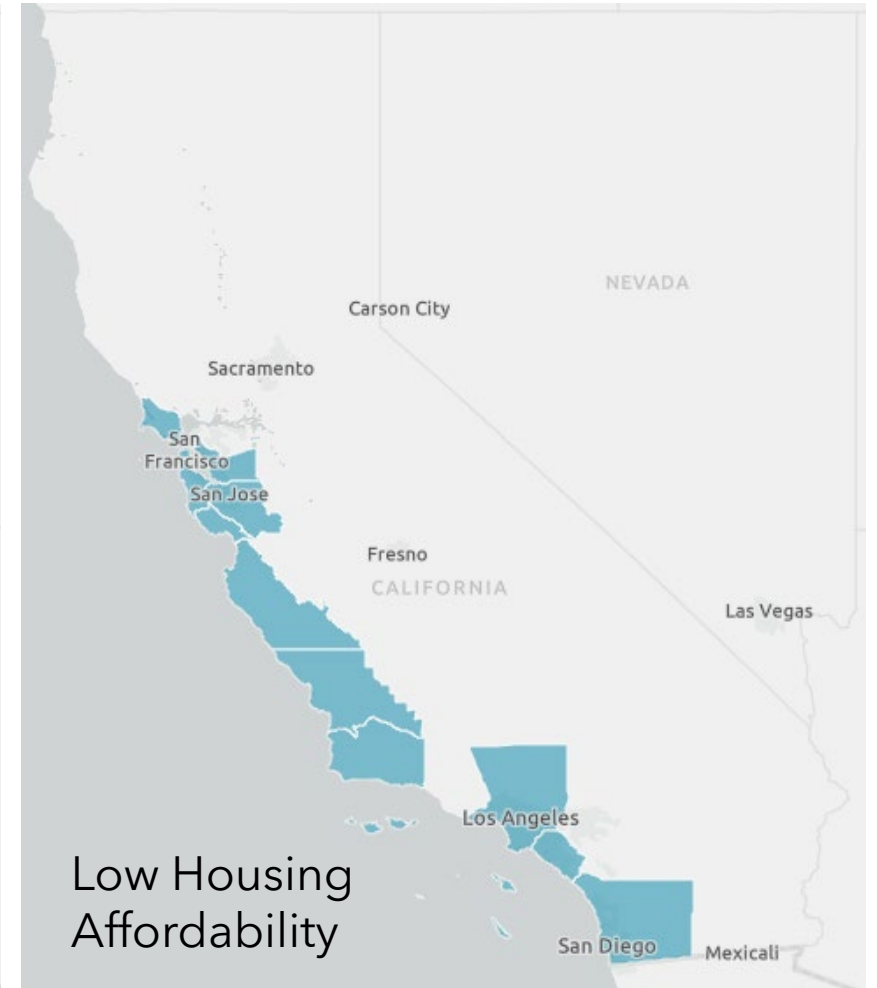 NEVADA
Carson City
Sacramento
San
Francisco
San Jose
Fresno
CALIFORNIA
Las Vegas
Los Angeles
Low Housing
Affordability
San Diego
Mexicali